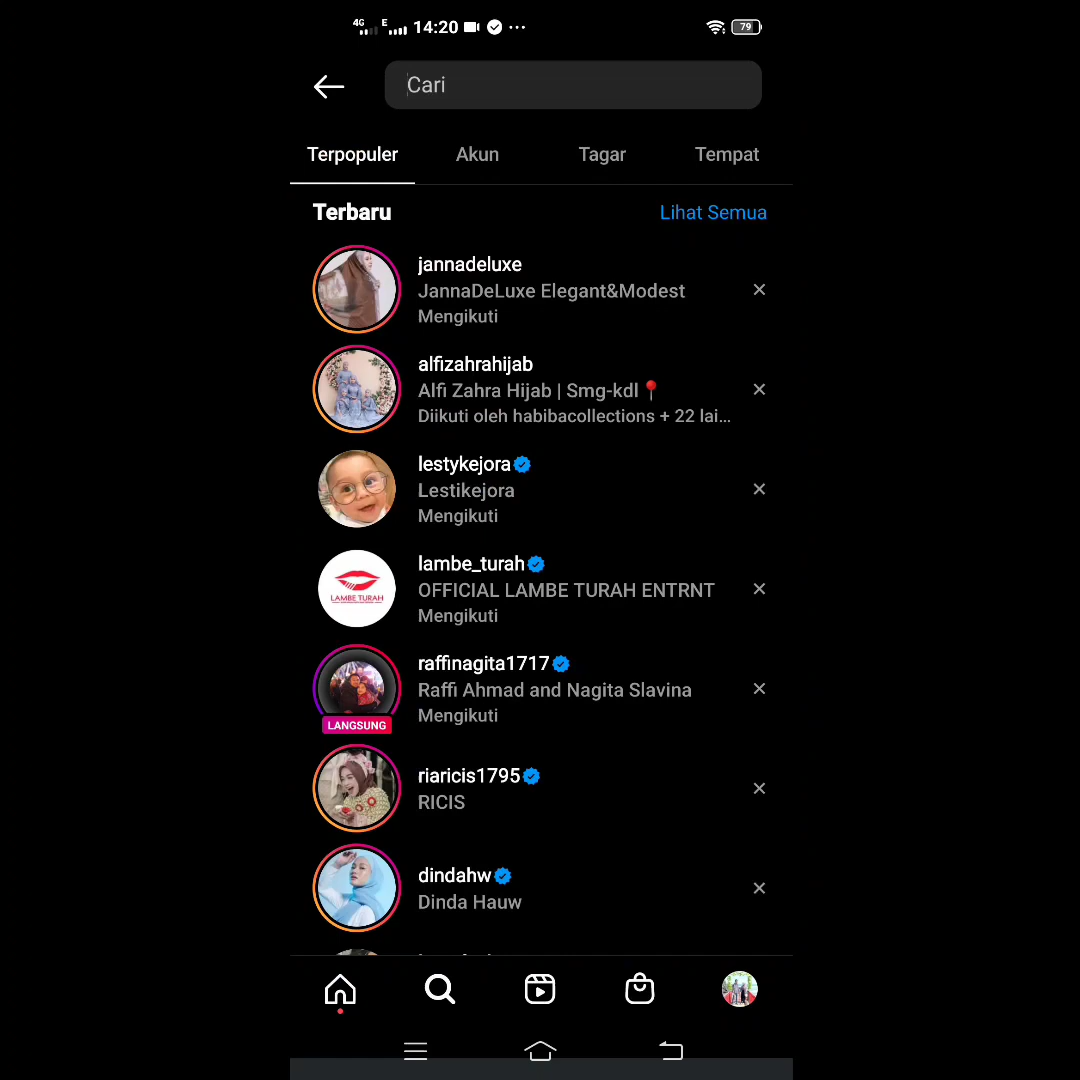 4G E 14:20 79
Cari
Terpopuler Akun Tagar Tempat
Terbaru Lihat Semua
jannadeluxe
JannaDeLuxe Elegant&Modest
Mengikuti
alfizahrahijab
Alfi Zahra Hijab | Smg-kdl📍
Diikuti oleh habibacollections + 22 lai...
lestykejora
Lestikejora
Mengikuti
lambe_turah
OFFICIAL LAMBE TURAH ENTRNT
Mengikuti
LAMBE TURAH
raffinagita1717
Raffi Ahmad and Nagita Slavina
Mengikuti
LANGSUNG
riaricis1795
RICIS
dindahw
Dinda Hauw